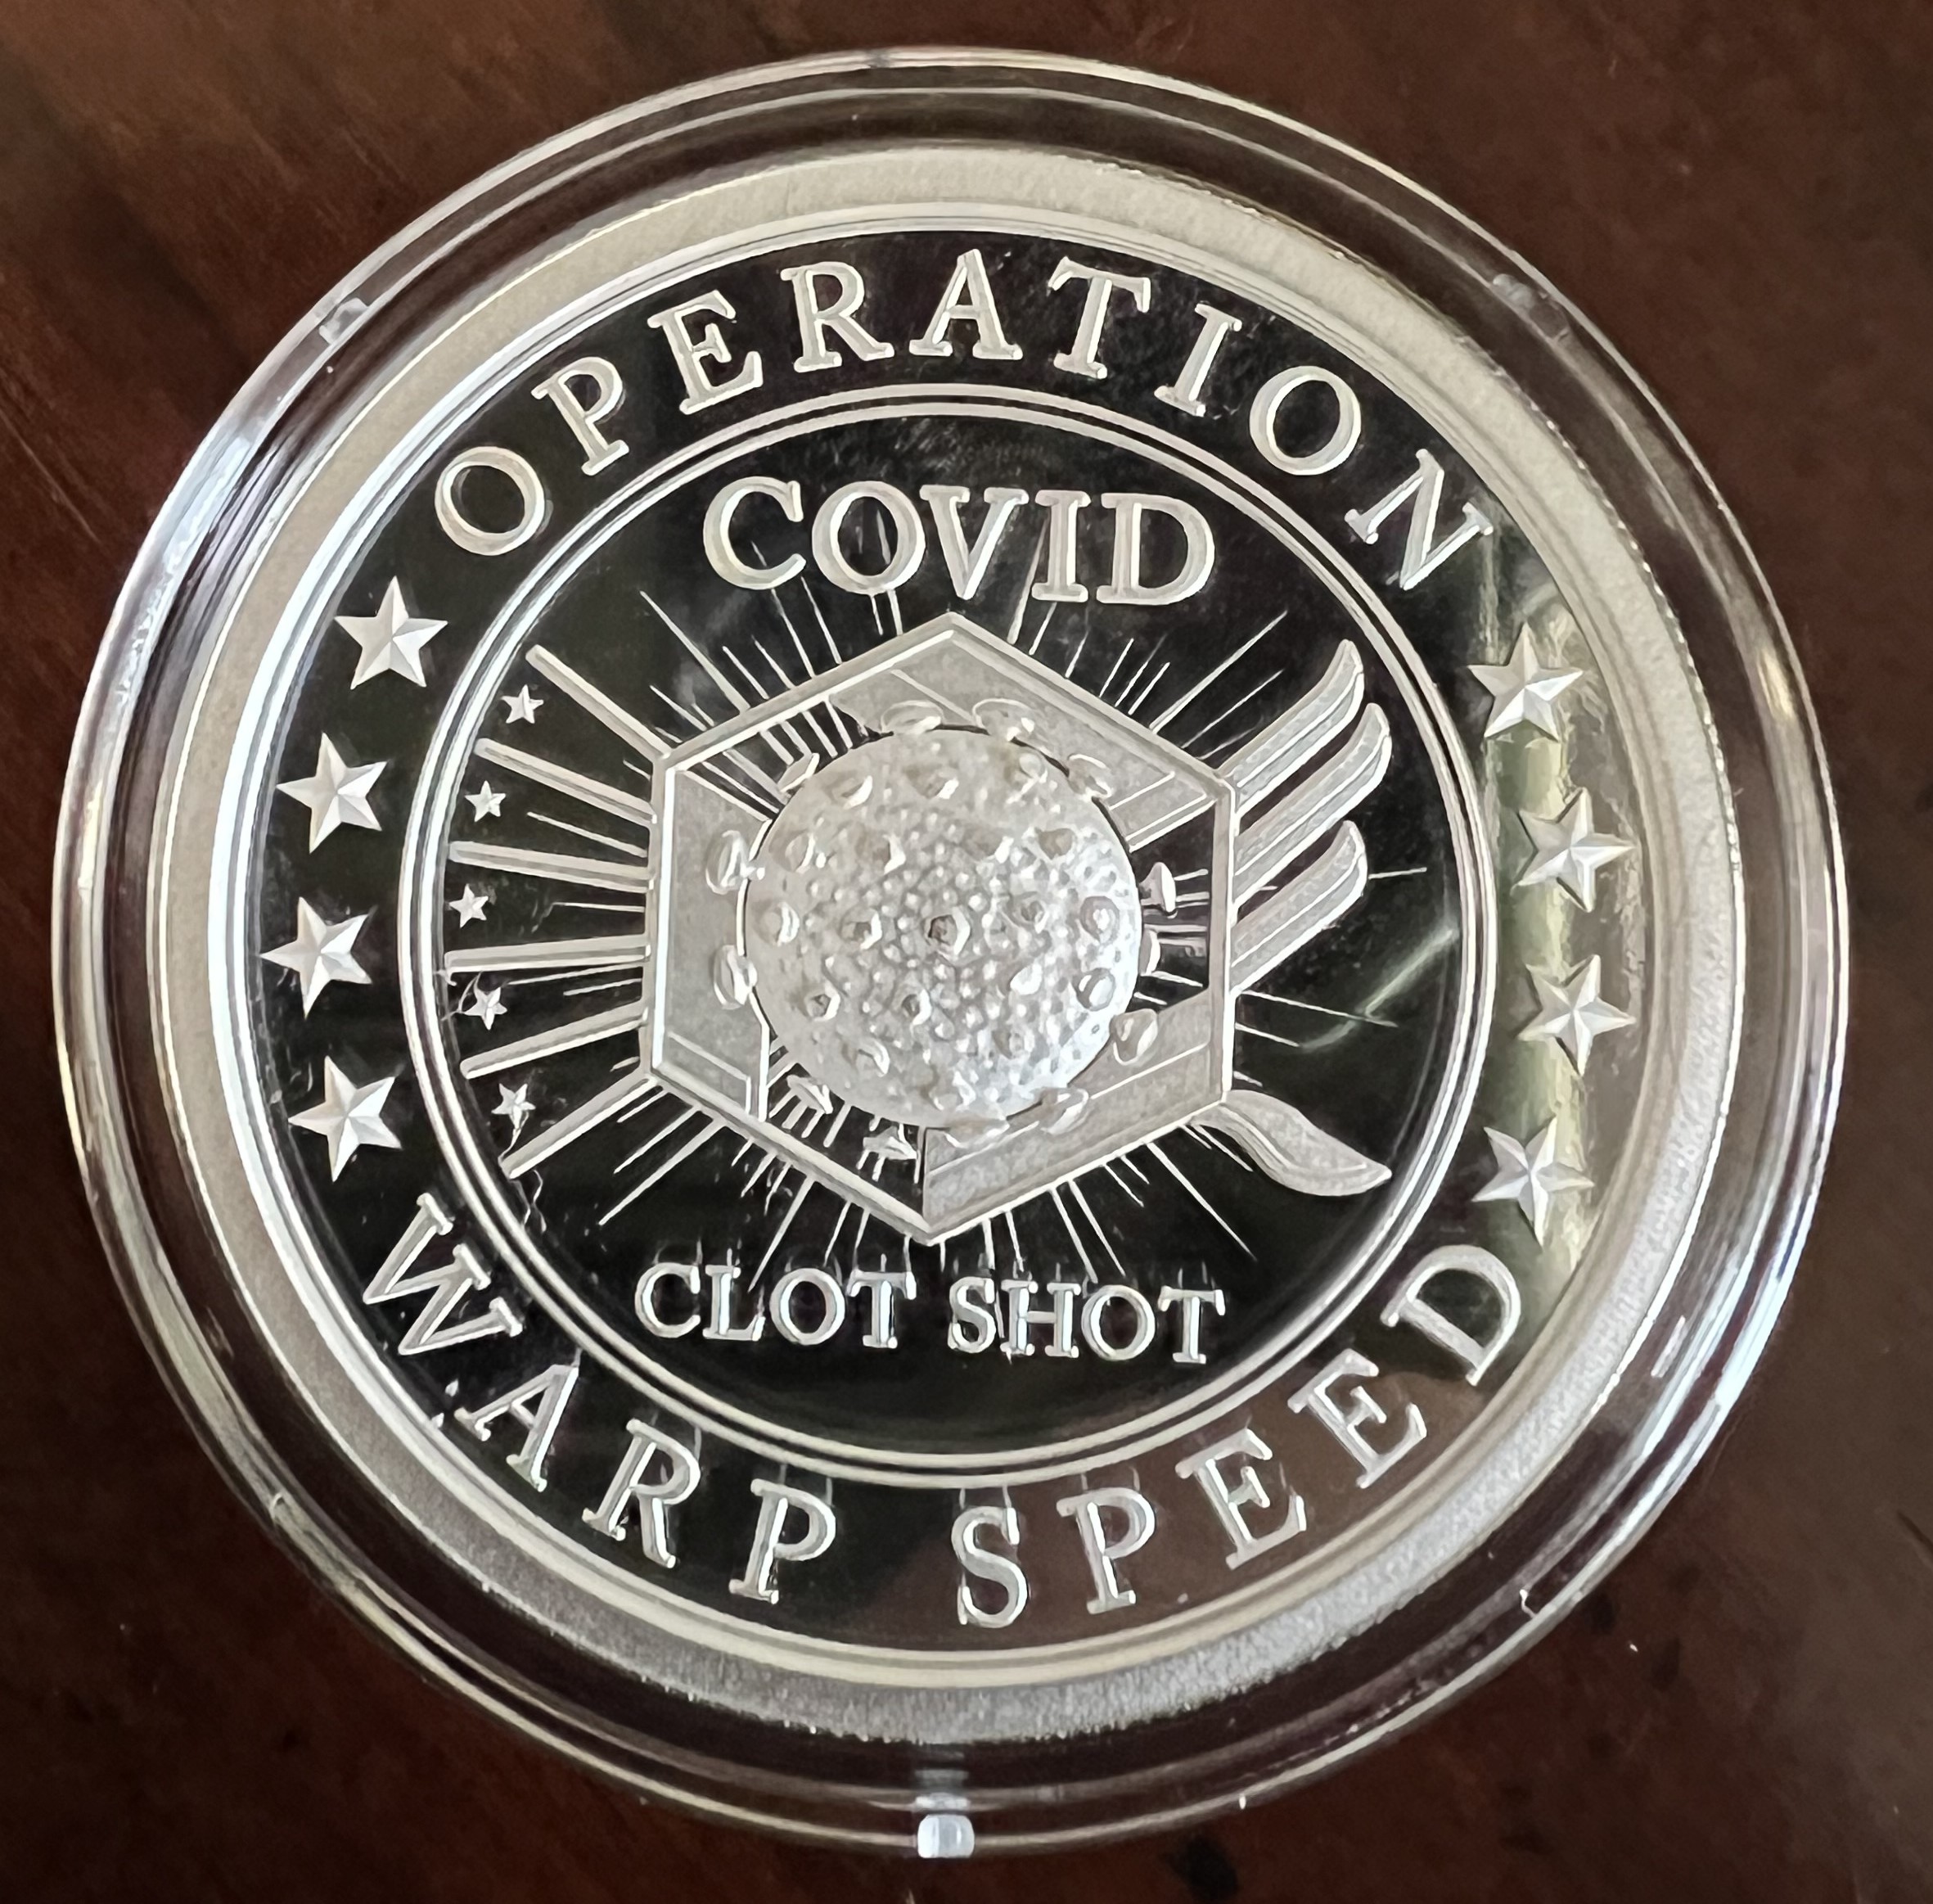 OPERATION
COVID
CLOT SHOT
WARP SPEED